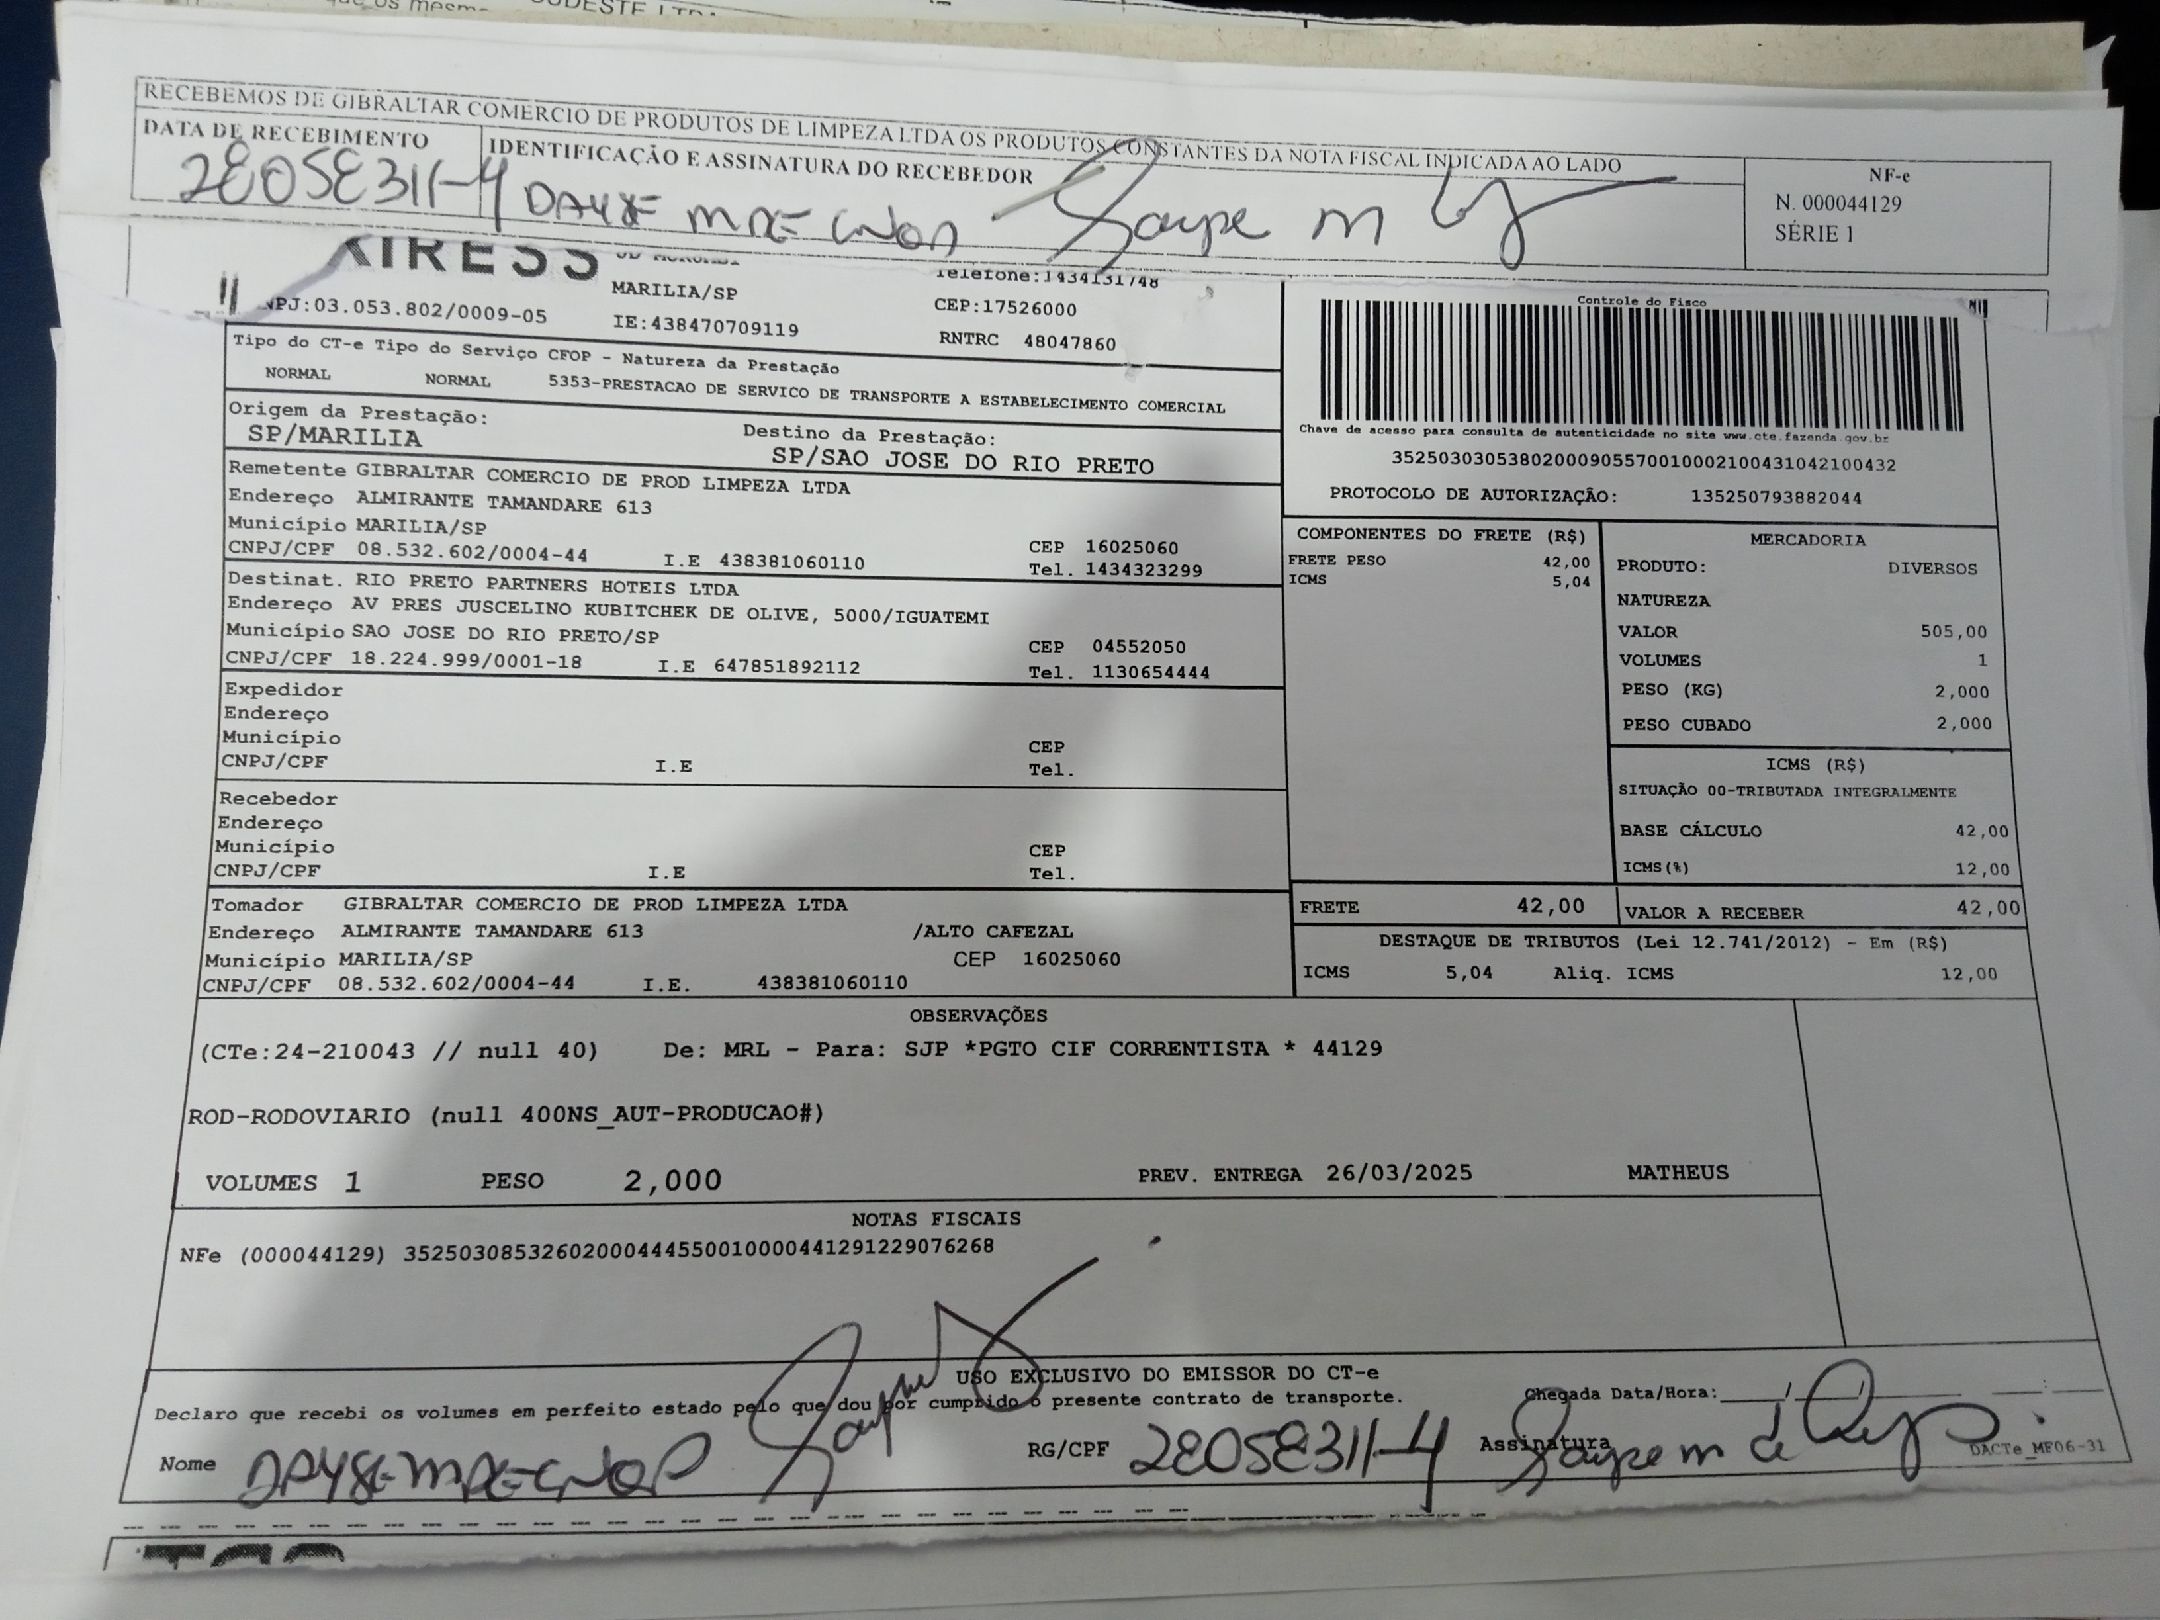 RECEBEMOS DE GIBRALTAR COMERCIO DE PRODUTOS DE LIMPEZA LTDA OS PRODUTOS CONSTANTES DA NOTA FISCAL INDICADA AO LADO
DATA DE RECEBIMENTO
IDENTIFICAÇÃO E ASSINATURA DO RECEBEDOR
NF-e
N. 000044129
SÉRIE 1
MARILIA/SP
Telefone:1434131748
PJ:03.053.802/0009-05
IE:438470709119
CEP:17526000
RNTRC 48047860
Tipo do CT-e Tipo do Serviço CFOP - Natureza da Prestação
NORMAL NORMAL 5353-PRESTACAO DE SERVICO DE TRANSPORTE A ESTABELECIMENTO COMERCIAL
Origem da Prestação:
SP/MARILIA
Destino da Prestação:
SP/SAO JOSE DO RIO PRETO
Controle do Fisco
Chave de acesso para consulta de autenticidade no site www.cte.fazenda.gov.br
35250303053802000905570010002100431042100432
PROTOCOLO DE AUTORIZAÇÃO: 135250793882044
Remetente GIBRALTAR COMERCIO DE PROD LIMPEZA LTDA
Endereço ALMIRANTE TAMANDARE 613
Município MARILIA/SP
CEP 16025060
CNPJ/CPF 08.532.602/0004-44 I.E 438381060110
Tel. 1434323299
Destinat. RIO PRETO PARTNERS HOTEIS LTDA
Endereço AV PRES JUSCELINO KUBITCHEK DE OLIVE, 5000/IGUATEMI
Município SAO JOSE DO RIO PRETO/SP
CEP 04552050
CNPJ/CPF 18.224.999/0001-18 I.E 647851892112
Tel. 1130654444
Expedidor
Endereço
Município
CEP
CNPJ/CPF I.E
Tel.
Recebedor
Endereço
Município
CEP
CNPJ/CPF I.E
Tel.
Tomador GIBRALTAR COMERCIO DE PROD LIMPEZA LTDA
Endereço ALMIRANTE TAMANDARE 613 /ALTO CAFEZAL
Município MARILIA/SP CEP 16025060
CNPJ/CPF 08.532.602/0004-44 I.E. 438381060110
COMPONENTES DO FRETE (R$)
FRETE PESO 42,00
ICMS 5,04
MERCADORIA
PRODUTO: DIVERSOS
NATUREZA
VALOR 505,00
VOLUMES 1
PESO (KG) 2,000
PESO CUBADO 2,000
ICMS (R$)
SITUAÇÃO 00-TRIBUTADA INTEGRALMENTE
BASE CÁLCULO 42,00
ICMS(%) 12,00
FRETE 42,00 VALOR A RECEBER 42,00
DESTAQUE DE TRIBUTOS (Lei 12.741/2012) - Em (R$)
ICMS 5,04 Aliq. ICMS 12,00
OBSERVAÇÕES
(CTe:24-210043 // null 40) De: MRL - Para: SJP *PGTO CIF CORRENTISTA * 44129
ROD-RODOVIARIO (null 400NS_AUT-PRODUCAO#)
VOLUMES 1 PESO 2,000 PREV. ENTREGA 26/03/2025 MATHEUS
NOTAS FISCAIS
NFe (000044129) 35250308532602000444550010000441291229076268
USO EXCLUSIVO DO EMISSOR DO CT-e
Declaro que recebi os volumes em perfeito estado pelo que dou por cumprido o presente contrato de transporte.
Chegada Data/Hora:
Nome
RG/CPF
Assinatura
DACTe_MF06-31